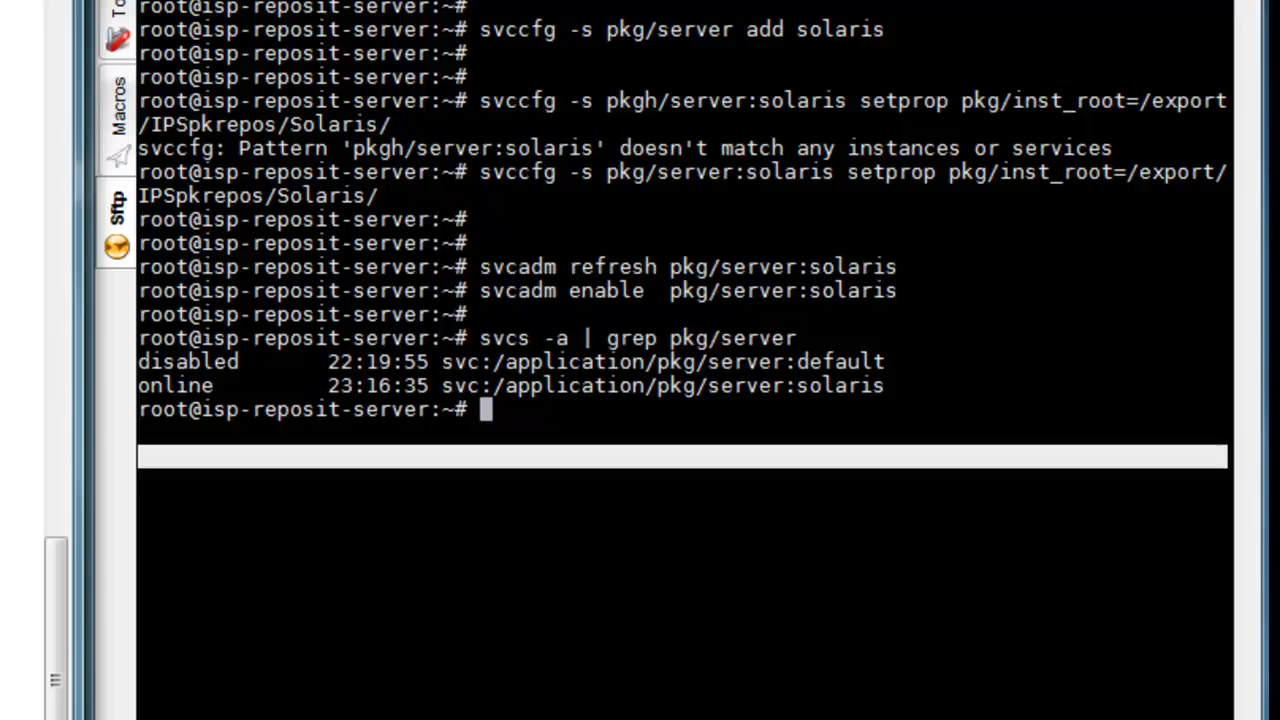 root@isp-reposit-server:~#
root@isp-reposit-server:~# svccfg -s pkg/server add solaris
root@isp-reposit-server:~#
root@isp-reposit-server:~#
root@isp-reposit-server:~# svccfg -s pkgh/server:solaris setprop pkg/inst_root=/export
/IPSpkrepos/Solaris/
svccfg: Pattern 'pkgh/server:solaris' doesn't match any instances or services
root@isp-reposit-server:~# svccfg -s pkg/server:solaris setprop pkg/inst_root=/export/
IPSpkrepos/Solaris/
root@isp-reposit-server:~#
root@isp-reposit-server:~#
root@isp-reposit-server:~# svcadm refresh pkg/server:solaris
root@isp-reposit-server:~# svcadm enable  pkg/server:solaris
root@isp-reposit-server:~#
root@isp-reposit-server:~# svcs -a | grep pkg/server
disabled       22:19:55 svc:/application/pkg/server:default
online         23:16:35 svc:/application/pkg/server:solaris
root@isp-reposit-server:~#
Macros
Sftp